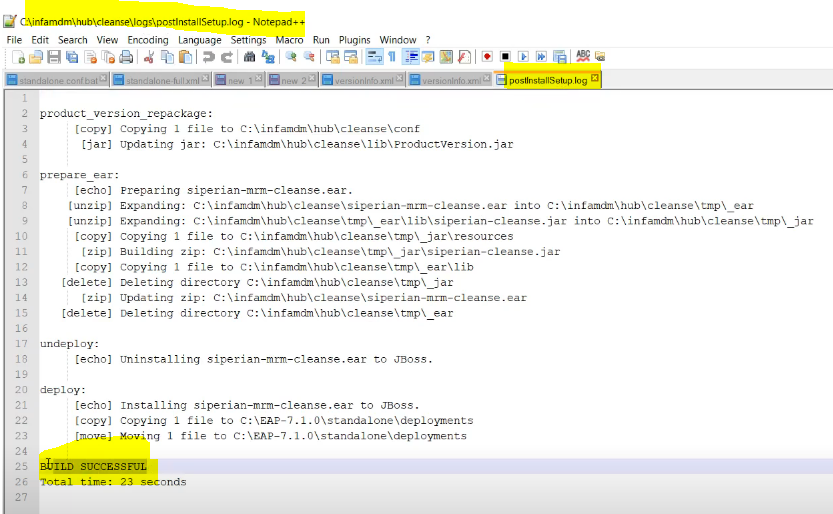 C:\infamdm\hub\cleanse\logs\postInstallSetup.log - Notepad++
File Edit Search View Encoding Language Settings Macro Run Plugins Window ?
standalone.conf.bat standalone-full.xml new 1 new 2 versionInfo.xml versionInfo.xml postInstallSetup.log
1
2 product_version_repackage:
3 [copy] Copying 1 file to C:\infamdm\hub\cleanse\conf
4 [jar] Updating jar: C:\infamdm\hub\cleanse\lib\ProductVersion.jar
5
6 prepare_ear:
7 [echo] Preparing siperian-mrm-cleanse.ear.
8 [unzip] Expanding: C:\infamdm\hub\cleanse\siperian-mrm-cleanse.ear into C:\infamdm\hub\cleanse\tmp\_ear
9 [unzip] Expanding: C:\infamdm\hub\cleanse\tmp\_ear\lib\siperian-cleanse.jar into C:\infamdm\hub\cleanse\tmp\_jar
10 [copy] Copying 1 file to C:\infamdm\hub\cleanse\tmp\_jar\resources
11 [zip] Building zip: C:\infamdm\hub\cleanse\tmp\_jar\siperian-cleanse.jar
12 [copy] Copying 1 file to C:\infamdm\hub\cleanse\tmp\_ear\lib
13 [delete] Deleting directory C:\infamdm\hub\cleanse\tmp\_jar
14 [zip] Updating zip: C:\infamdm\hub\cleanse\siperian-mrm-cleanse.ear
15 [delete] Deleting directory C:\infamdm\hub\cleanse\tmp\_ear
16
17 undeploy:
18 [echo] Uninstalling siperian-mrm-cleanse.ear to JBoss.
19
20 deploy:
21 [echo] Installing siperian-mrm-cleanse.ear to JBoss.
22 [copy] Copying 1 file to C:\EAP-7.1.0\standalone\deployments
23 [move] Moving 1 file to C:\EAP-7.1.0\standalone\deployments
24
25 BUILD SUCCESSFUL
26 Total time: 23 seconds
27